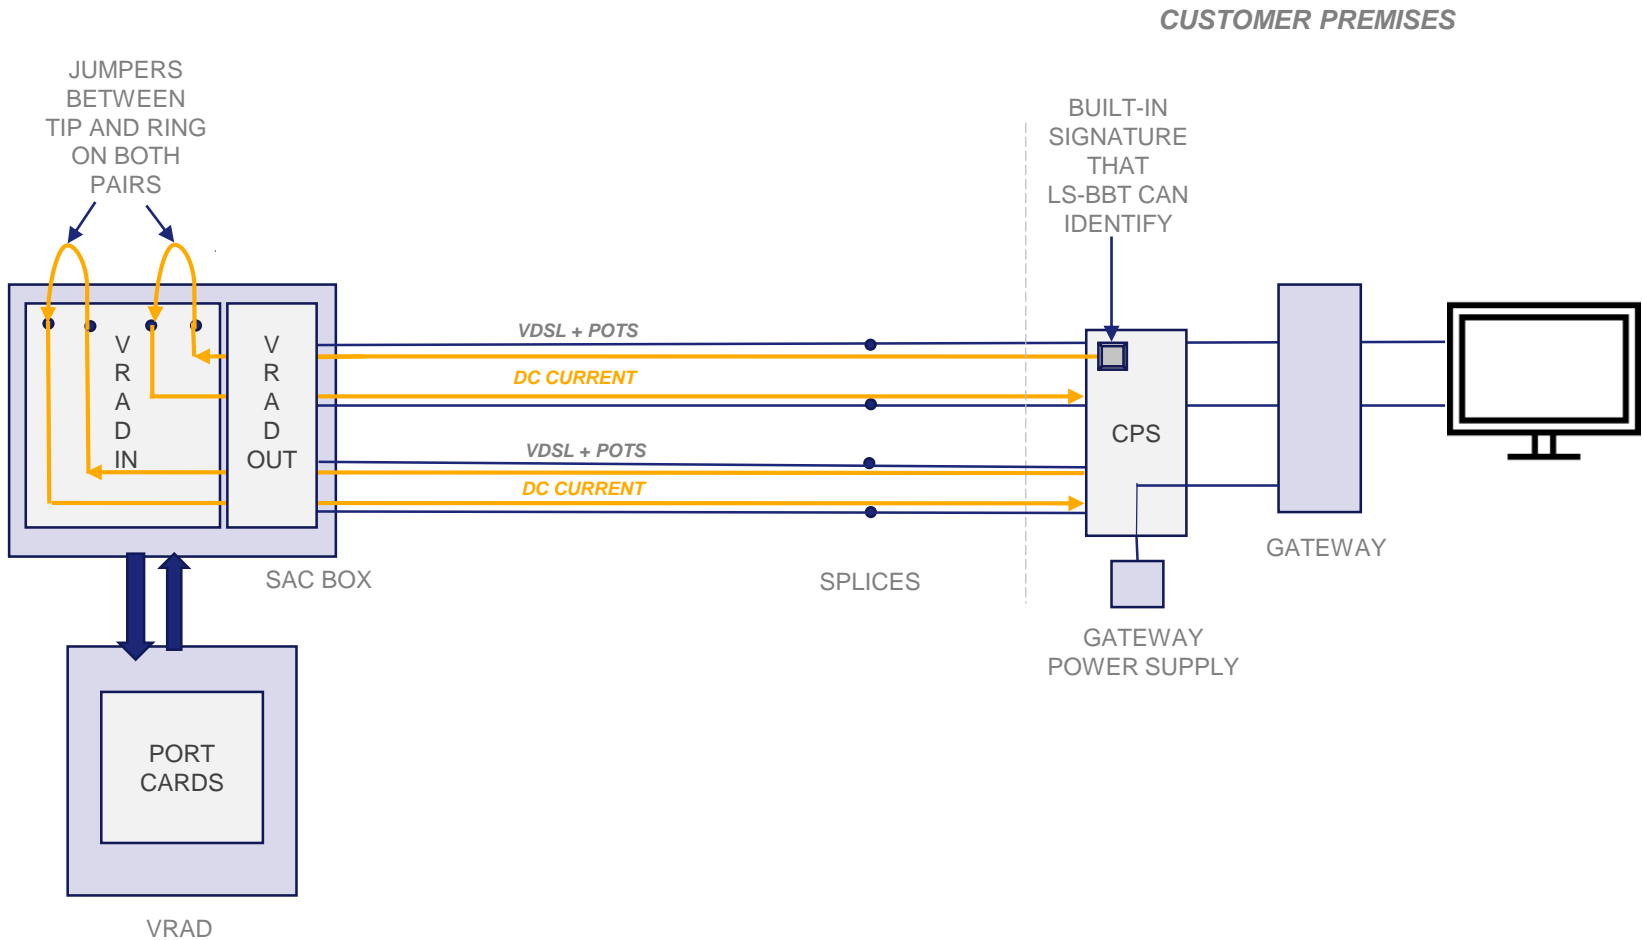 CUSTOMER PREMISES
JUMPERS
BETWEEN
TIP AND RING
ON BOTH
PAIRS
BUILT-IN
SIGNATURE
THAT
LS-BBT CAN
IDENTIFY
V
R
A
D
IN
V
R
A
D
OUT
VDSL + POTS
DC CURRENT
VDSL + POTS
DC CURRENT
CPS
SAC BOX
SPLICES
GATEWAY
GATEWAY
POWER SUPPLY
PORT
CARDS
VRAD